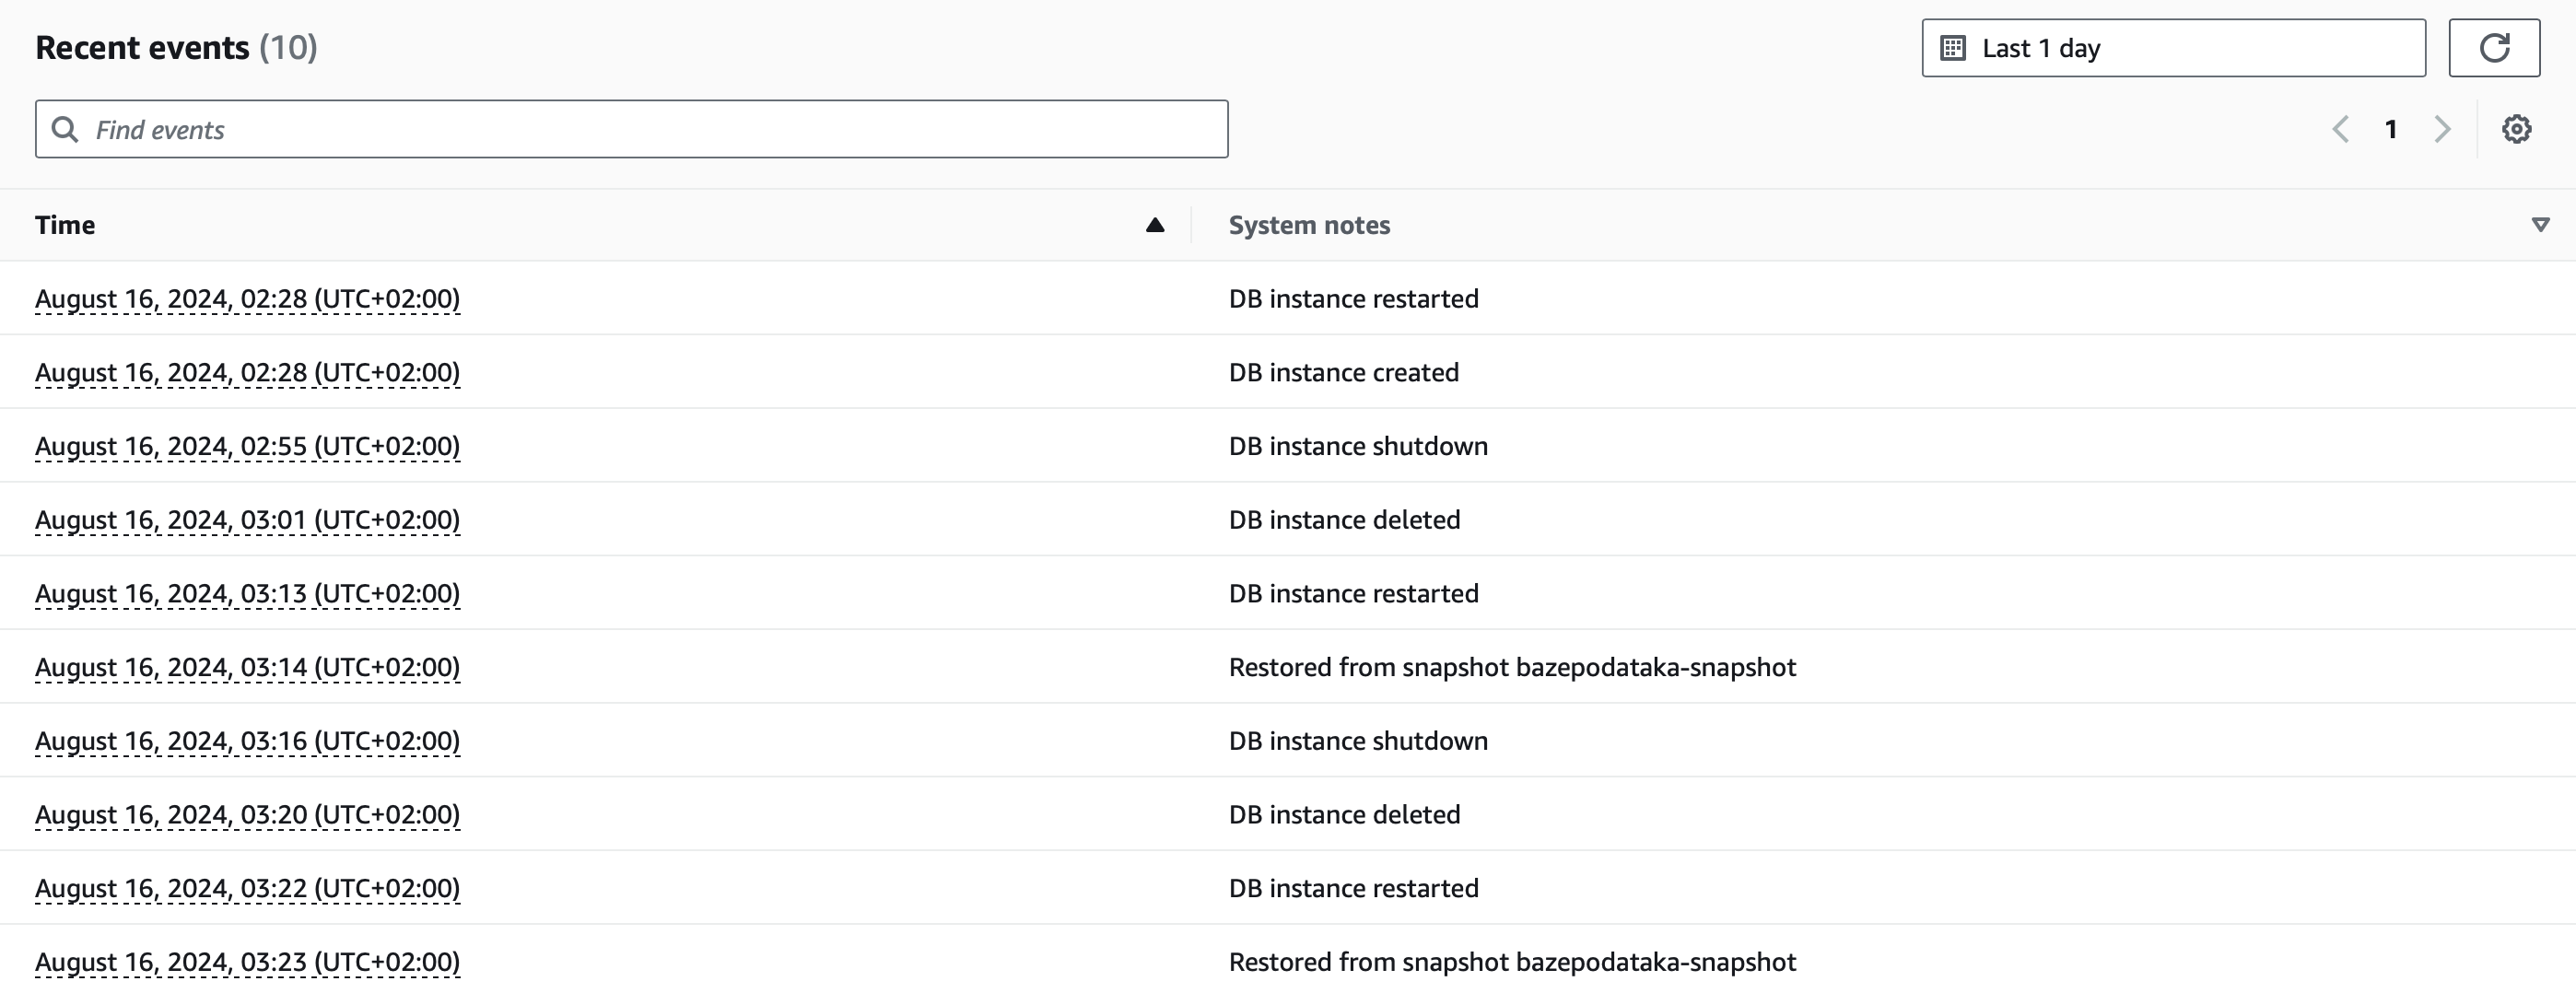 Recent events (10)
Last 1 day
Find events
1
Time System notes
August 16, 2024, 02:28 (UTC+02:00) DB instance restarted
August 16, 2024, 02:28 (UTC+02:00) DB instance created
August 16, 2024, 02:55 (UTC+02:00) DB instance shutdown
August 16, 2024, 03:01 (UTC+02:00) DB instance deleted
August 16, 2024, 03:13 (UTC+02:00) DB instance restarted
August 16, 2024, 03:14 (UTC+02:00) Restored from snapshot bazepodataka-snapshot
August 16, 2024, 03:16 (UTC+02:00) DB instance shutdown
August 16, 2024, 03:20 (UTC+02:00) DB instance deleted
August 16, 2024, 03:22 (UTC+02:00) DB instance restarted
August 16, 2024, 03:23 (UTC+02:00) Restored from snapshot bazepodataka-snapshot